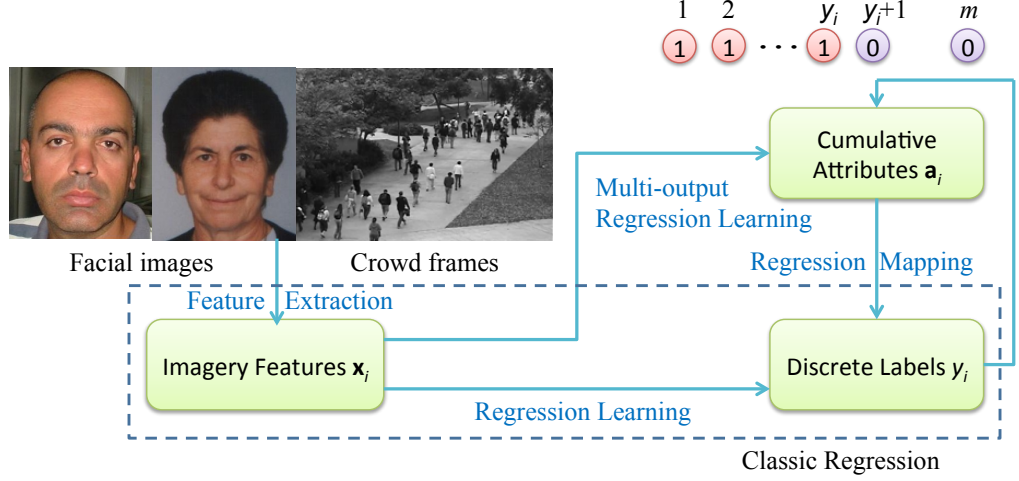 1 2 y_i y_i+1 m
1 1 ··· 1 0 0
Cumulative
Attributes a_i
Multi-output
Regression Learning
Facial images
Crowd frames
Regression Mapping
Feature Extraction
Imagery Features x_i
Discrete Labels y_i
Regression Learning
Classic Regression